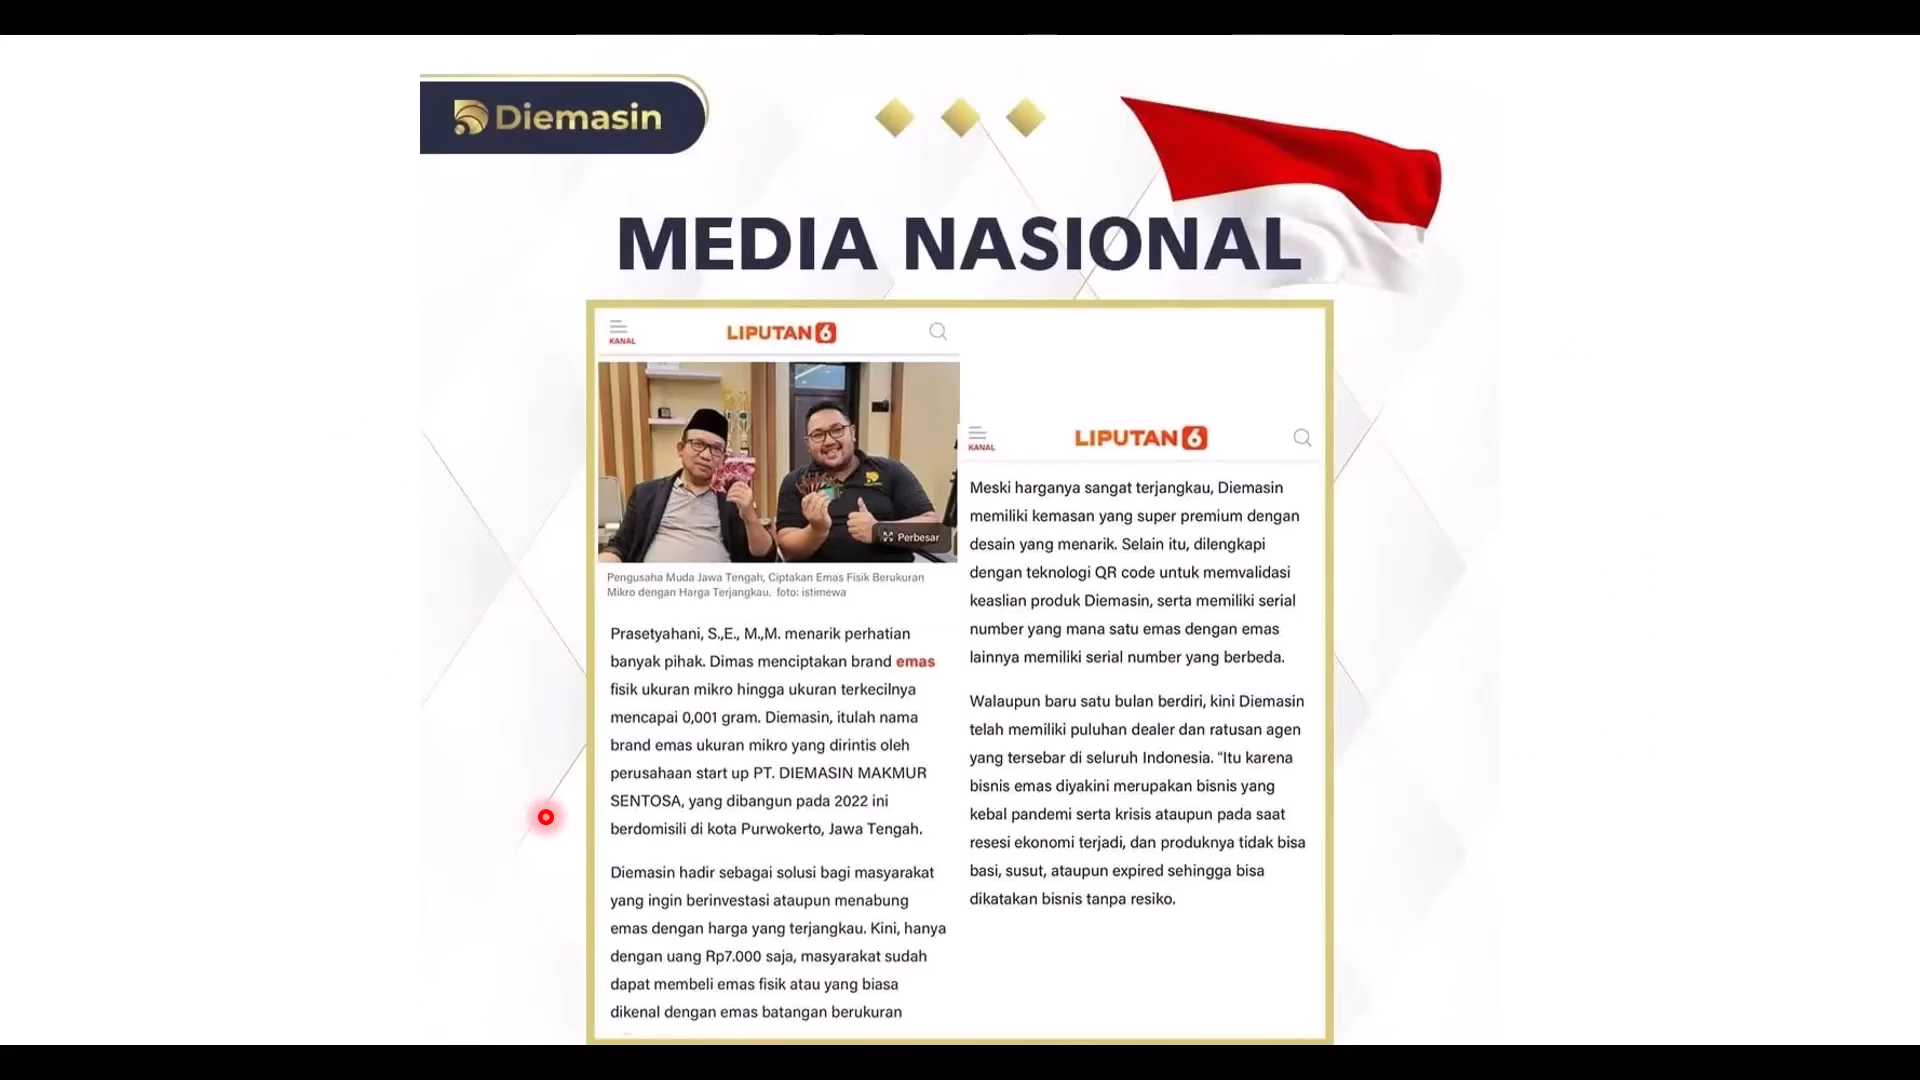 Diemasin
MEDIA NASIONAL
KANAL
LIPUTAN 6
Perbesar
Pengusaha Muda Jawa Tengah, Ciptakan Emas Fisik Berukuran
Mikro dengan Harga Terjangkau. foto: istimewa
Prasetyahani, S.,E., M.,M. menarik perhatian
banyak pihak. Dimas menciptakan brand emas
fisik ukuran mikro hingga ukuran terkecilnya
mencapai 0,001 gram. Diemasin, itulah nama
brand emas ukuran mikro yang dirintis oleh
perusahaan start up PT. DIEMASIN MAKMUR
SENTOSA, yang dibangun pada 2022 ini
berdomisili di kota Purwokerto, Jawa Tengah.
Diemasin hadir sebagai solusi bagi masyarakat
yang ingin berinvestasi ataupun menabung
emas dengan harga yang terjangkau. Kini, hanya
dengan uang Rp7.000 saja, masyarakat sudah
dapat membeli emas fisik atau yang biasa
dikenal dengan emas batangan berukuran
KANAL
LIPUTAN 6
Meski harganya sangat terjangkau, Diemasin
memiliki kemasan yang super premium dengan
desain yang menarik. Selain itu, dilengkapi
dengan teknologi QR code untuk memvalidasi
keaslian produk Diemasin, serta memiliki serial
number yang mana satu emas dengan emas
lainnya memiliki serial number yang berbeda.
Walaupun baru satu bulan berdiri, kini Diemasin
telah memiliki puluhan dealer dan ratusan agen
yang tersebar di seluruh Indonesia. “Itu karena
bisnis emas diyakini merupakan bisnis yang
kebal pandemi serta krisis ataupun pada saat
resesi ekonomi terjadi, dan produknya tidak bisa
basi, susut, ataupun expired sehingga bisa
dikatakan bisnis tanpa resiko.